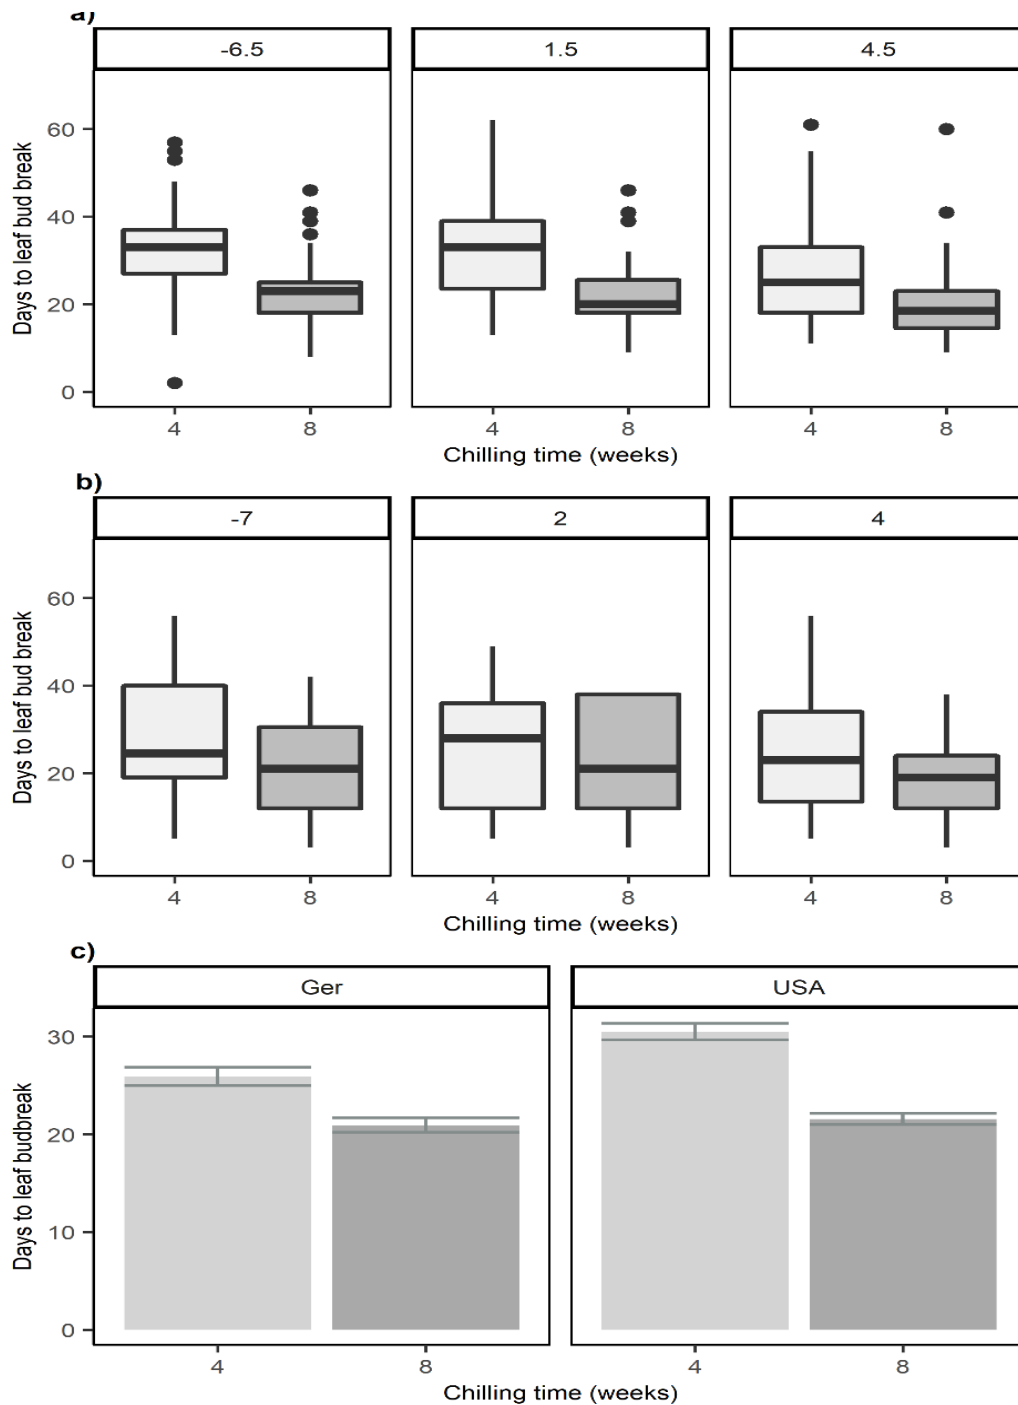 a)
-6.5 1.5 4.5
Days to leaf bud break
60
40
20
0
4 8 4 8 4 8
Chilling time (weeks)
b)
-7 2 4
Days to leaf bud break
60
40
20
0
4 8 4 8 4 8
Chilling time (weeks)
c)
Ger USA
Days to leaf budbreak
30
20
10
0
4 8 4 8
Chilling time (weeks)